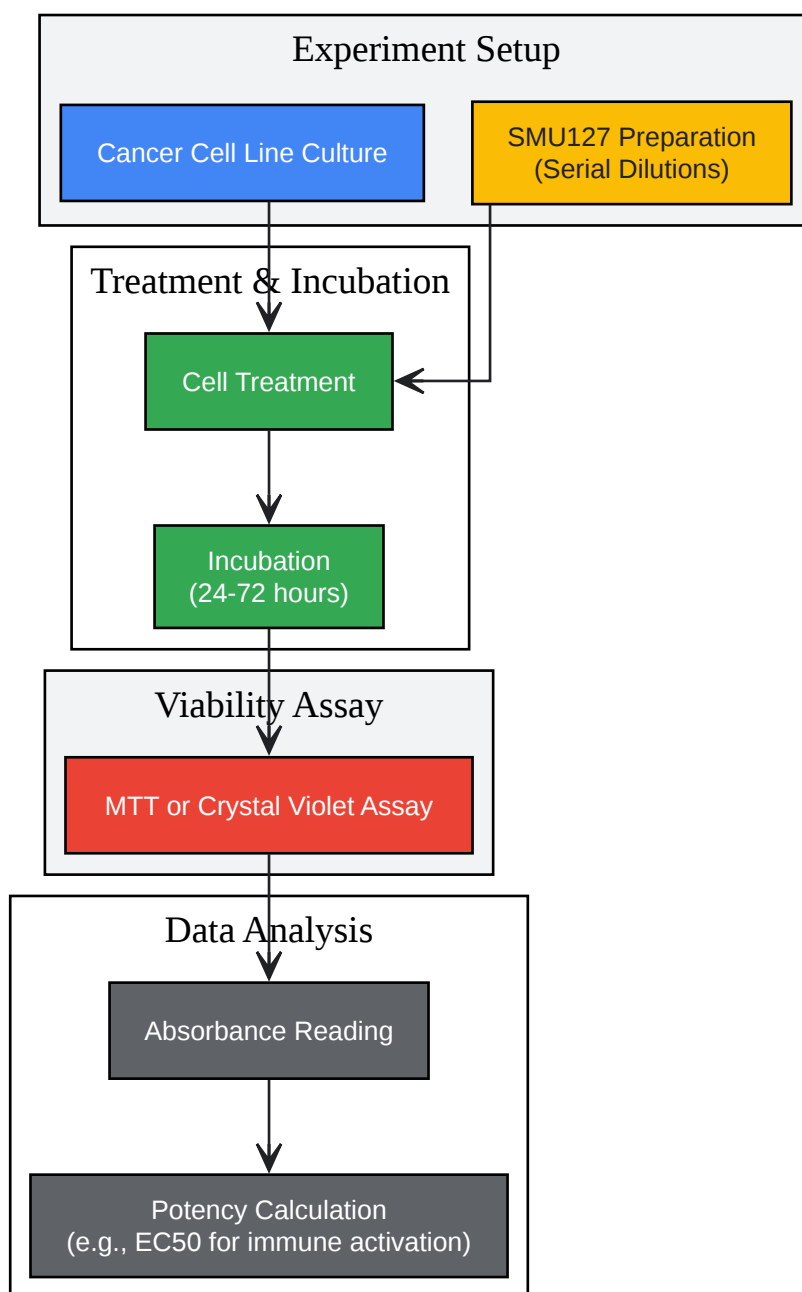 Experiment Setup
Cancer Cell Line Culture
SMU127 Preparation
(Serial Dilutions)
Treatment & Incubation
Cell Treatment
Incubation
(24-72 hours)
Viability Assay
MTT or Crystal Violet Assay
Data Analysis
Absorbance Reading
Potency Calculation
(e.g., EC50 for immune activation)